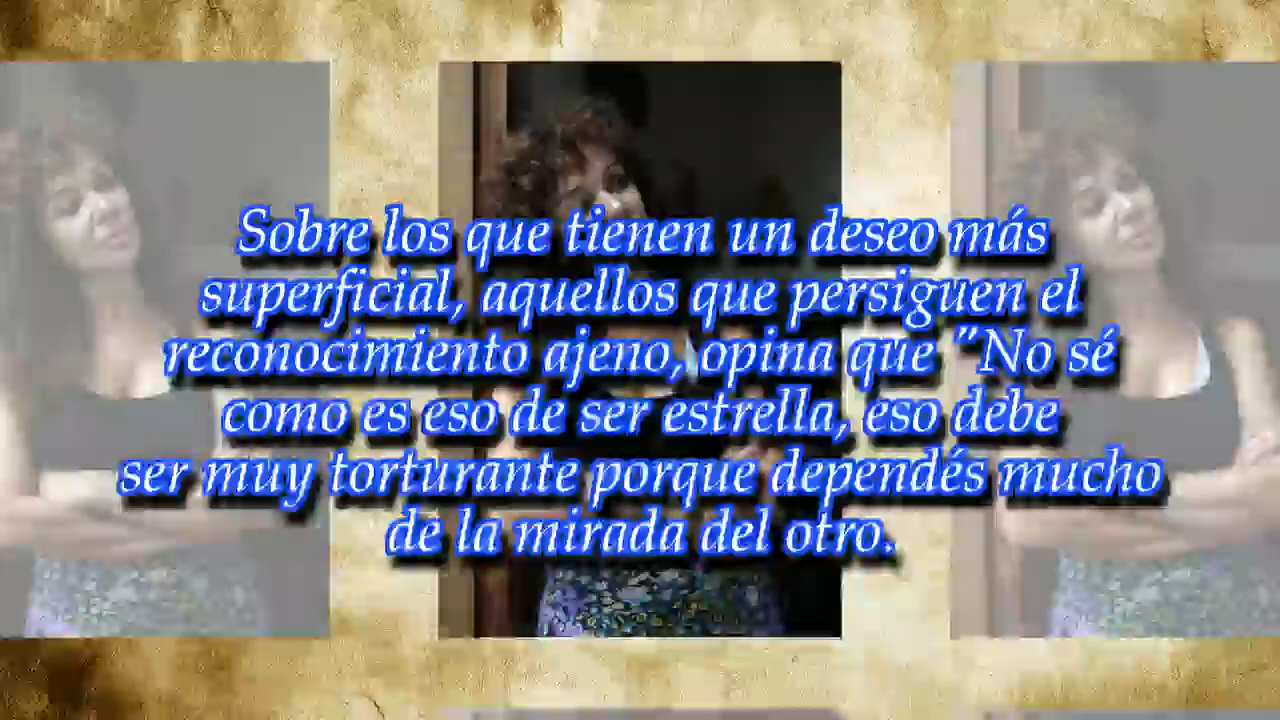 Sobre los que tienen un deseo más
superficial, aquellos que persiguen el
reconocimiento ajeno, opina que "No sé
como es eso de ser estrella, eso debe
ser muy torturante porque dependés mucho
de la mirada del otro.